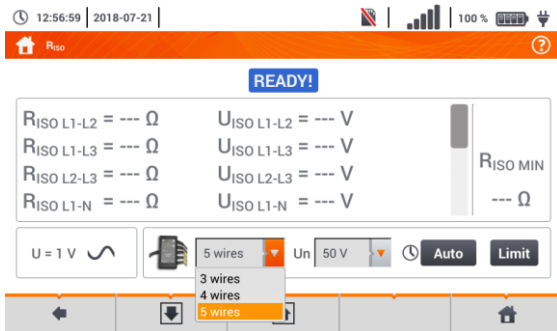 12:56:59 2018-07-21 100 %
RISO
READY!
RISO L1-L2 = --- Ω UISO L1-L2 = --- V
RISO L1-L3 = --- Ω UISO L1-L3 = --- V
RISO L2-L3 = --- Ω UISO L2-L3 = --- V
RISO L1-N = --- Ω UISO L1-N = --- V
RISO MIN
--- Ω
U = 1 V 5 wires Un 50 V Auto Limit
3 wires
4 wires
5 wires